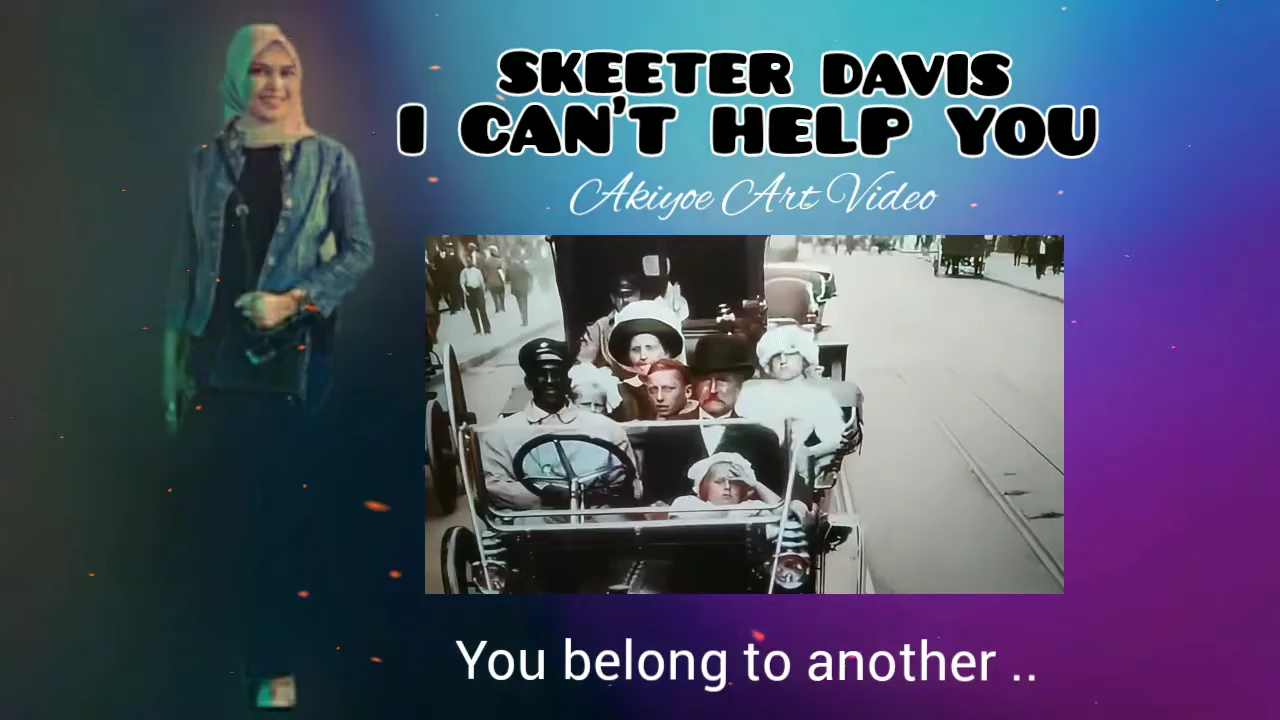 SKEETER DAVIS
I CAN'T HELP YOU
Akiyoe Art Video
You belong to another ..